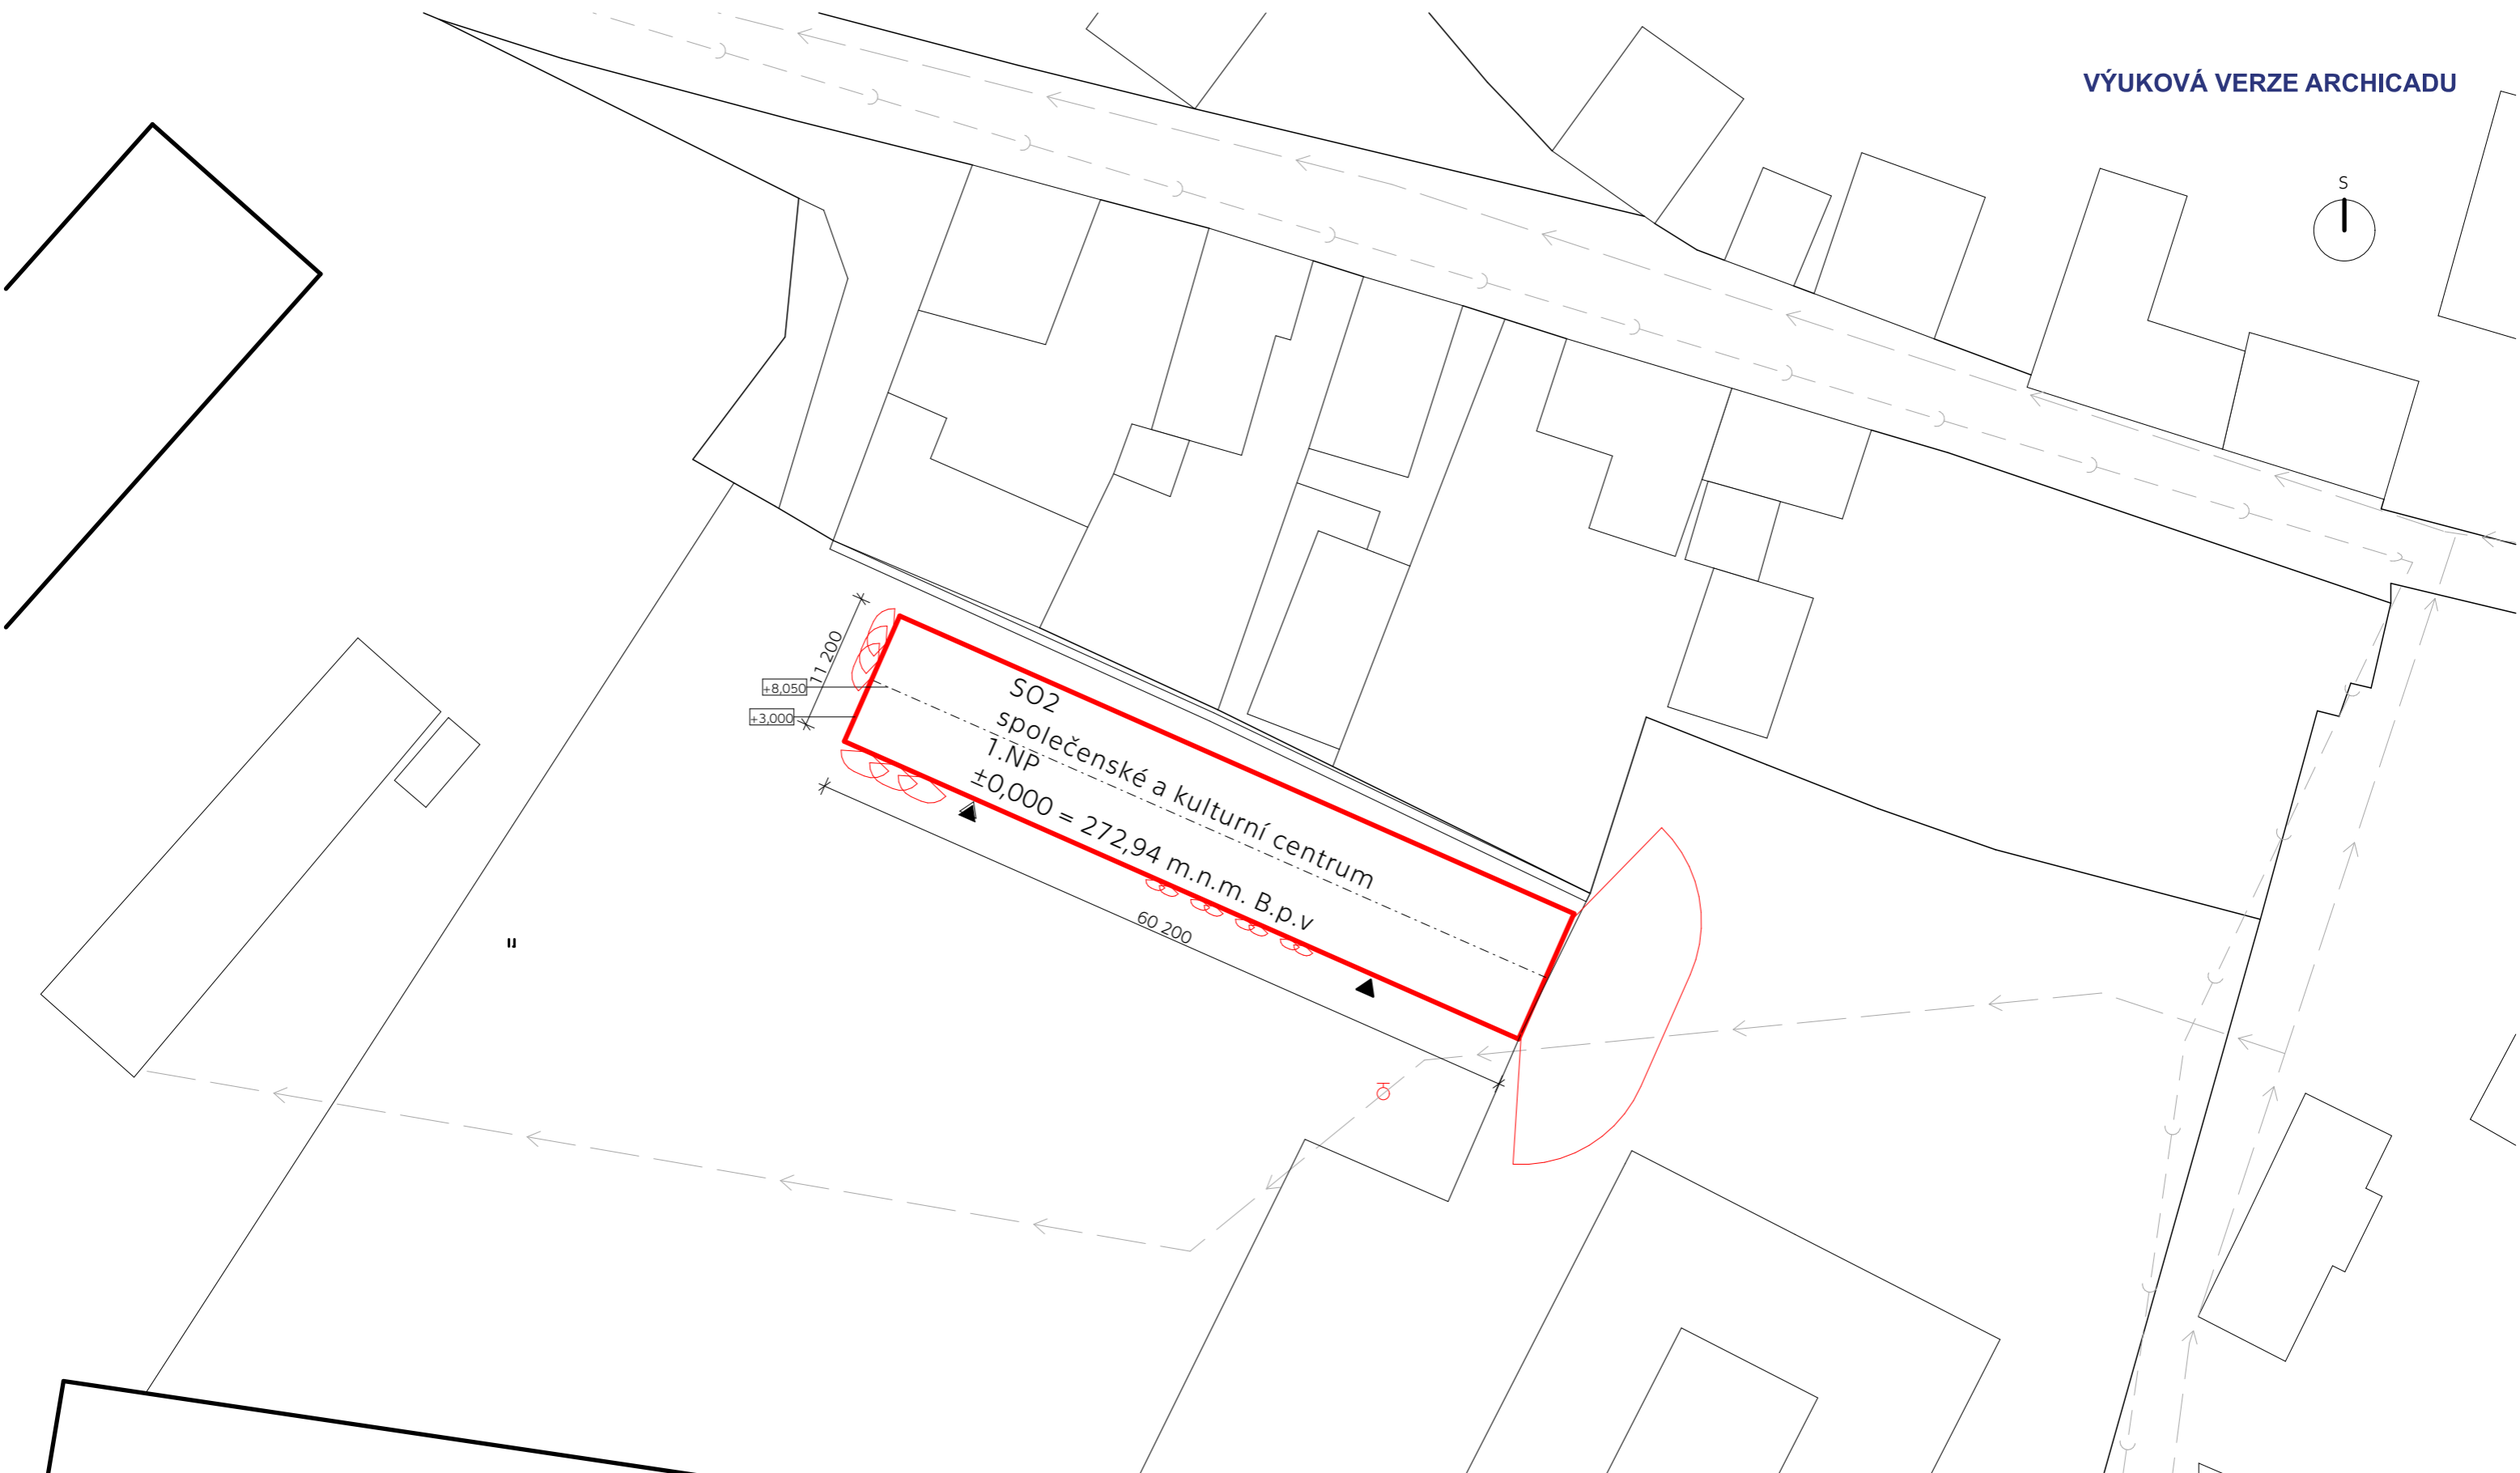 VÝUKOVÁ VERZE ARCHICADU
S
11 200
+8,050
+3,000
SO2
společenské a kulturní centrum
1.NP
±0,000 = 272,94 m.n.m. B.p.v
60 200